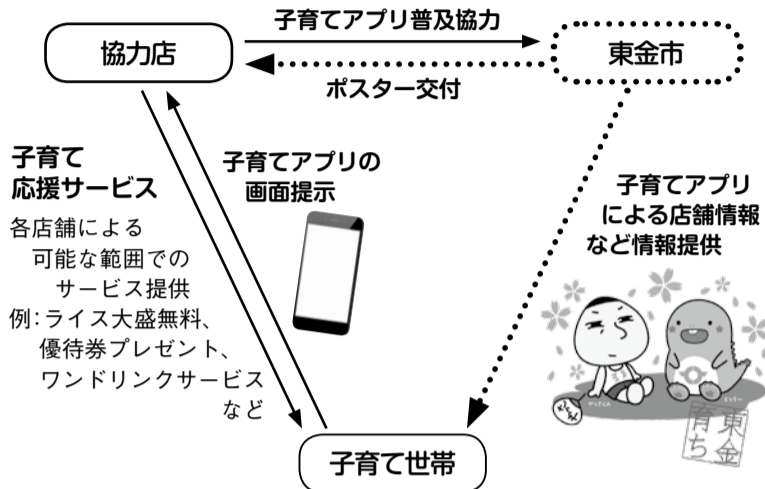 子育てアプリ普及協力
協力店
東金市
ポスター交付
子育て
応援サービス
各店舗による
可能な範囲での
サービス提供
例:ライス大盛無料、
優待券プレゼント、
ワンドリンクサービス
など
子育てアプリの
画面提示
子育てアプリ
による店舗情報
など情報提供
東金
育ち
子育て世帯